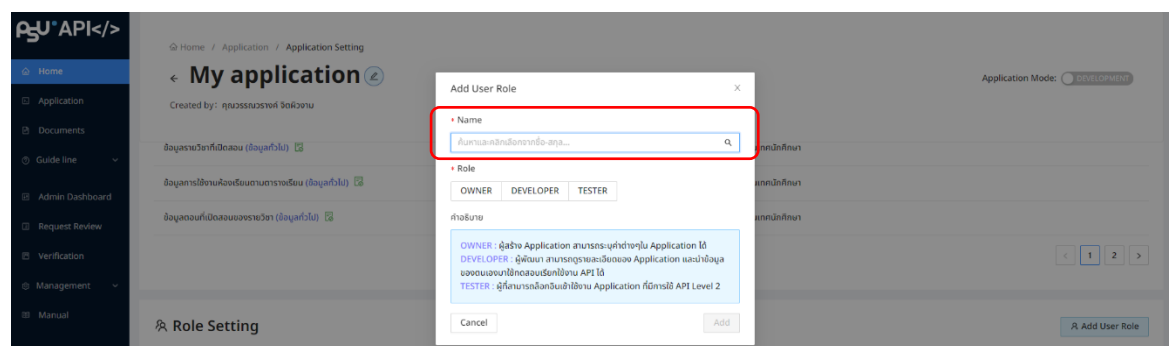 PSU API</>
Home
Application
Documents
Guide line
Admin Dashboard
Request Review
Verification
Management
Manual
Home / Application / Application Setting
My application
Created by: คุณวรรณวรางค์ จิตผิวงาม
Application Mode: DEVELOPMENT
ข้อมูลรายวิชาที่เปิดสอน (ข้อมูลทั่วไป)
ข้อมูลการใช้งานห้องเรียนตามตารางเรียน (ข้อมูลทั่วไป)
ข้อมูลตอนที่เปิดสอนของรายวิชา (ข้อมูลทั่วไป)
Add User Role
* Name
ค้นหาและคลิกเลือกจากชื่อ-สกุล...
* Role
OWNER DEVELOPER TESTER
คำอธิบาย
OWNER : ผู้สร้าง Application สามารถระบุค่าต่างๆใน Application ได้
DEVELOPER : ผู้พัฒนา สามารถดูรายละเอียดของ Application และนำข้อมูล
ของตนเองมาใช้ทดสอบเรียกใช้งาน API ได้
TESTER : ผู้ที่สามารถล็อกอินเข้าใช้งาน Application ที่มีการใช้ API Level 2
Cancel Add
1 2
Role Setting
Add User Role